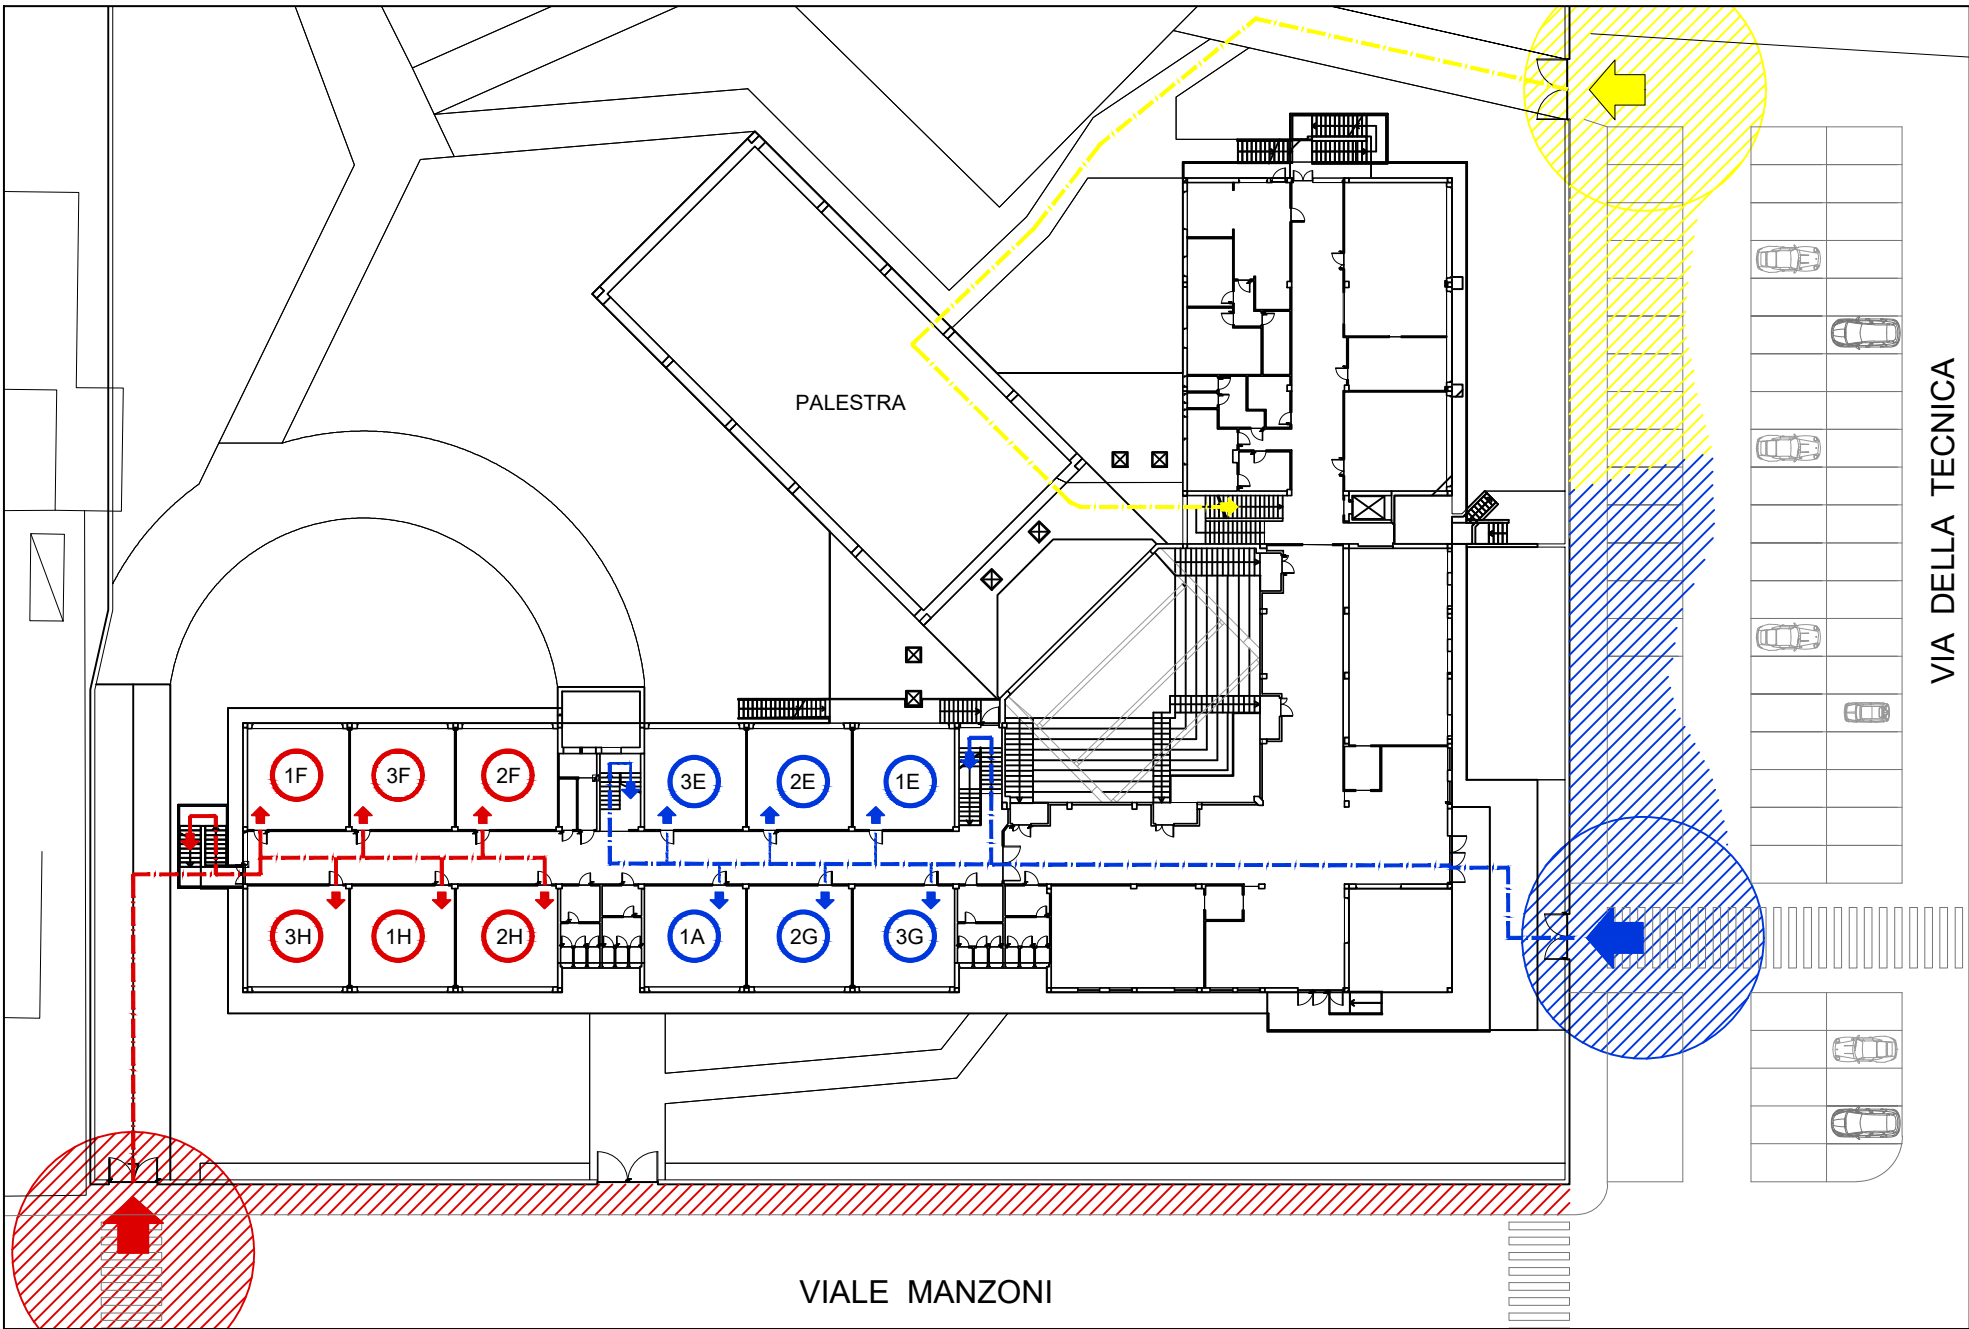 PALESTRA
VIA DELLA TECNICA
1F
3F
2F
3E
2E
1E
3H
1H
2H
1A
2G
3G
VIALE MANZONI